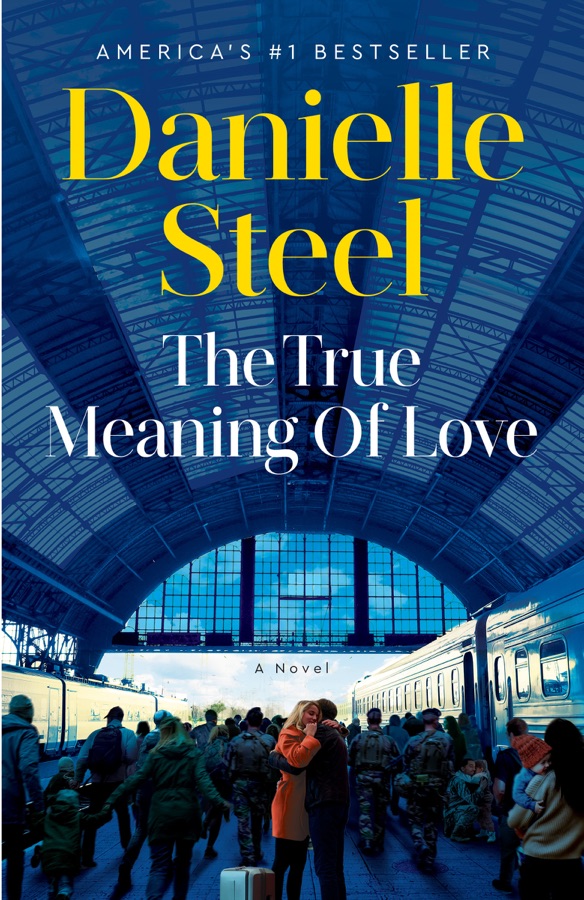 AMERICA'S #1 BESTSELLER
Danielle
Steel
The True
Meaning Of Love
A Novel